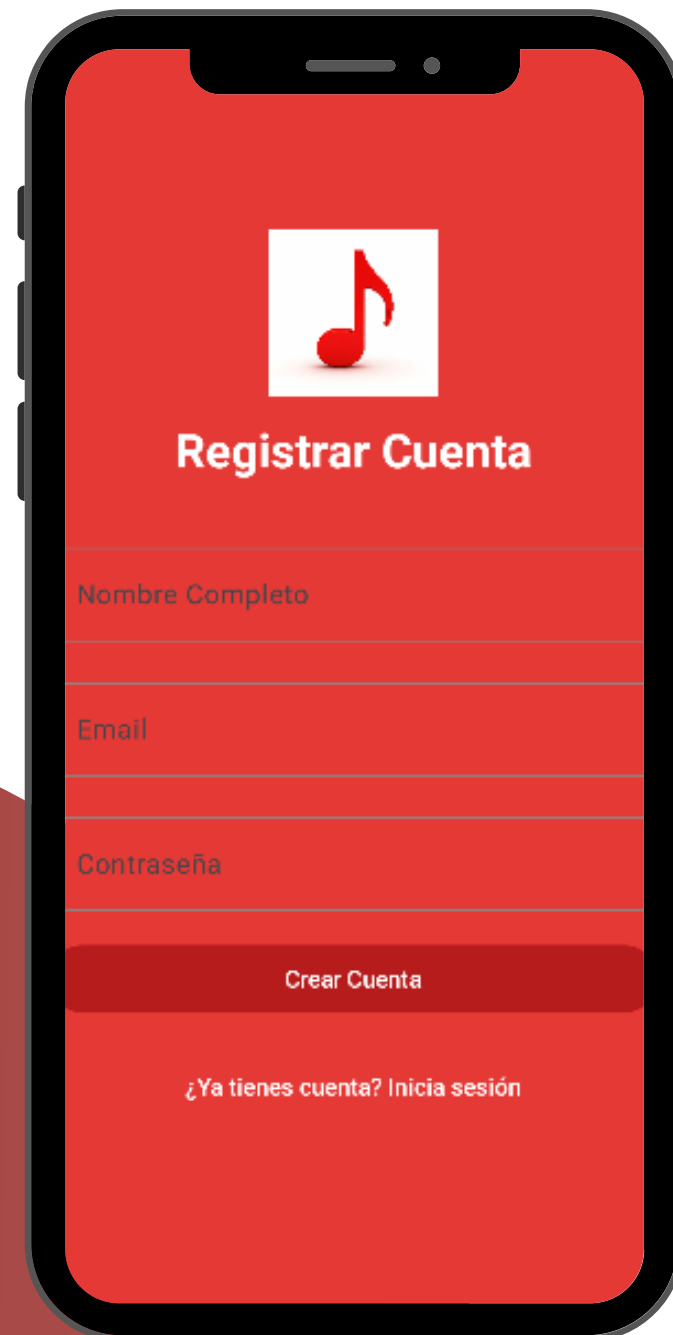 Registrar Cuenta
Nombre Completo
Email
Contraseña
Crear Cuenta
¿Ya tienes cuenta? Inicia sesión